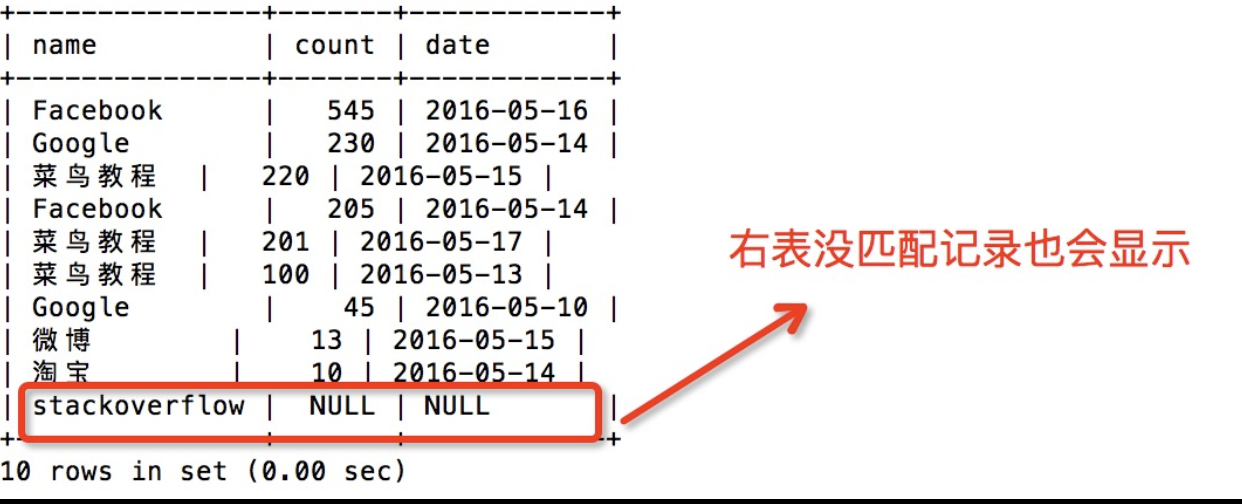 +---------------+-------+------------+
| name          | count | date       |
+---------------+-------+------------+
| Facebook      |   545 | 2016-05-16 |
| Google        |   230 | 2016-05-14 |
| 菜鸟教程  |   220 | 2016-05-15 |
| Facebook      |   205 | 2016-05-14 |
| 菜鸟教程  |   201 | 2016-05-17 |
| 菜鸟教程  |   100 | 2016-05-13 |
| Google        |    45 | 2016-05-10 |
| 微博        |    13 | 2016-05-15 |
| 淘宝        |    10 | 2016-05-14 |
| stackoverflow |  NULL | NULL       |
+---------------+-------+------------+
10 rows in set (0.00 sec)
右表没匹配记录也会显示